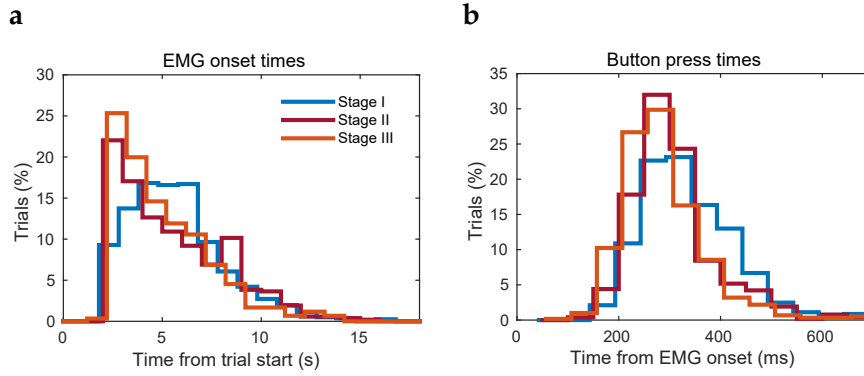 a
EMG onset times
30
25
20
15
10
5
0
Trials (%)
Stage I
Stage II
Stage III
0 5 10 15
Time from trial start (s)
b
Button press times
35
30
25
20
15
10
5
0
Trials (%)
200 400 600
Time from EMG onset (ms)